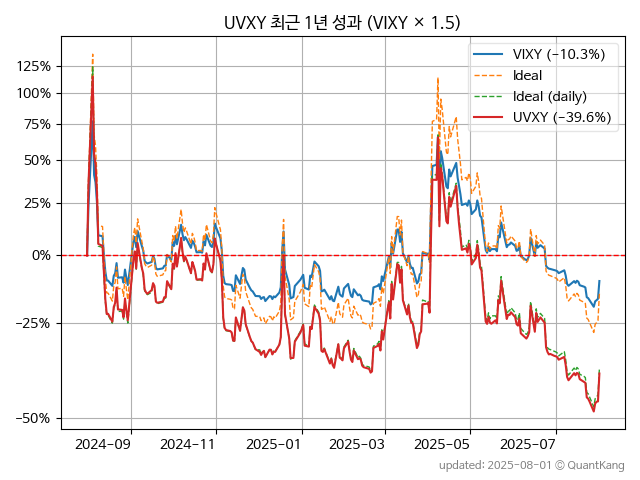 UVXY 최근 1년 성과 (VIXY × 1.5)
VIXY (−10.3%)
Ideal
Ideal (daily)
UVXY (−39.6%)
125%
100%
75%
50%
25%
0%
−25%
−50%
2024−09
2024−11
2025−01
2025−03
2025−05
2025−07
updated: 2025−08−01 © QuantKang